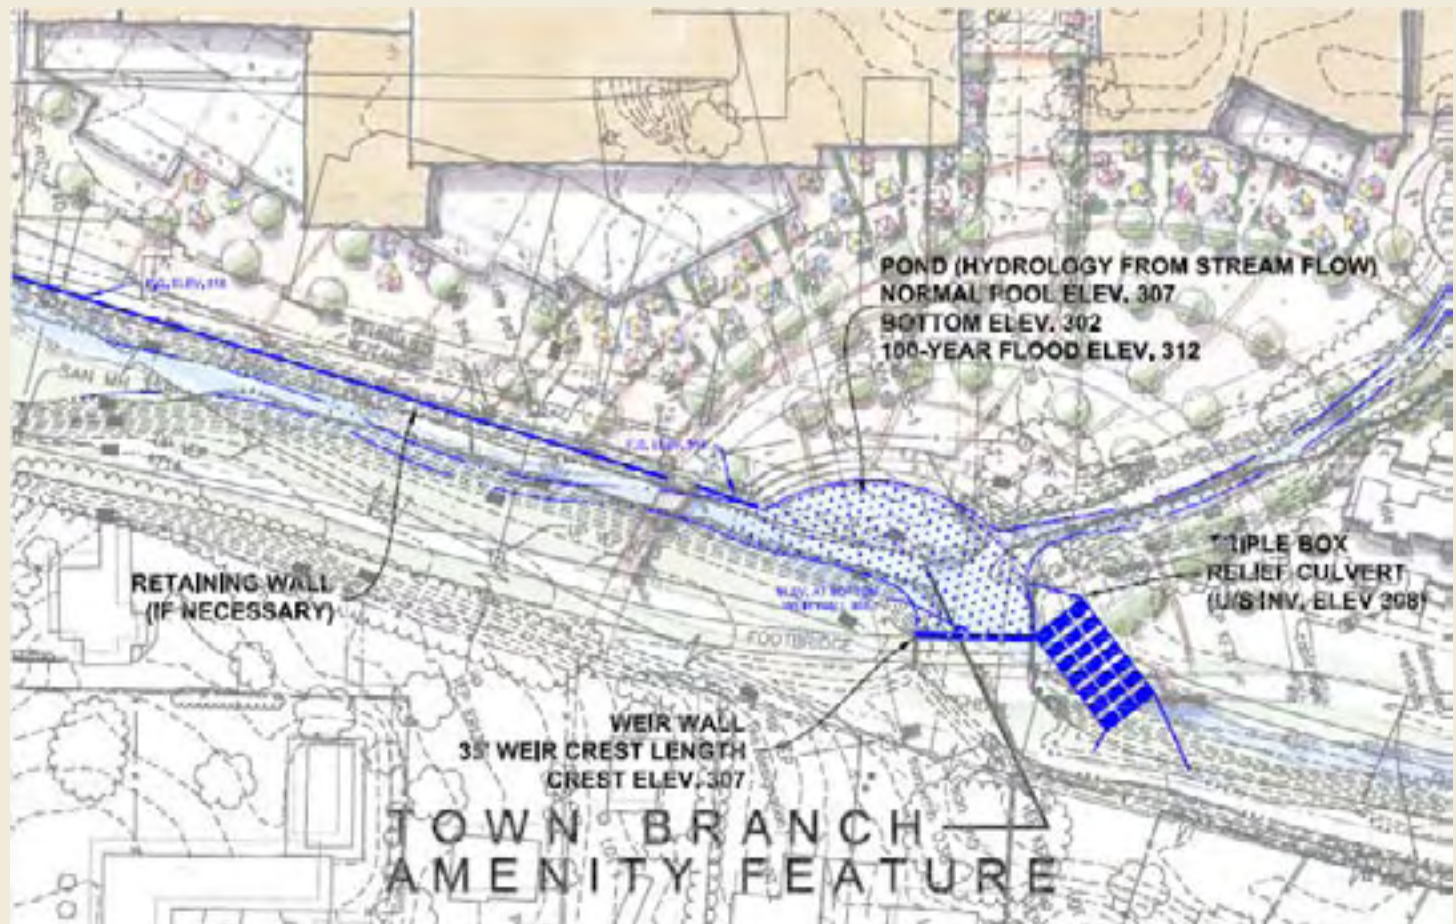 POND (HYDROLOGY FROM STREAM FLOW)
NORMAL POOL ELEV. 307
BOTTOM ELEV. 302
100-YEAR FLOOD ELEV. 312
SAN MH
RETAINING WALL
(IF NECESSARY)
TRIPLE BOX
RELIEF CULVERT
(U/S INV. ELEV 308)
FOOTBRIDGE
WEIR WALL
35' WEIR CREST LENGTH
CREST ELEV. 307
TOWN BRANCH
AMENITY FEATURE